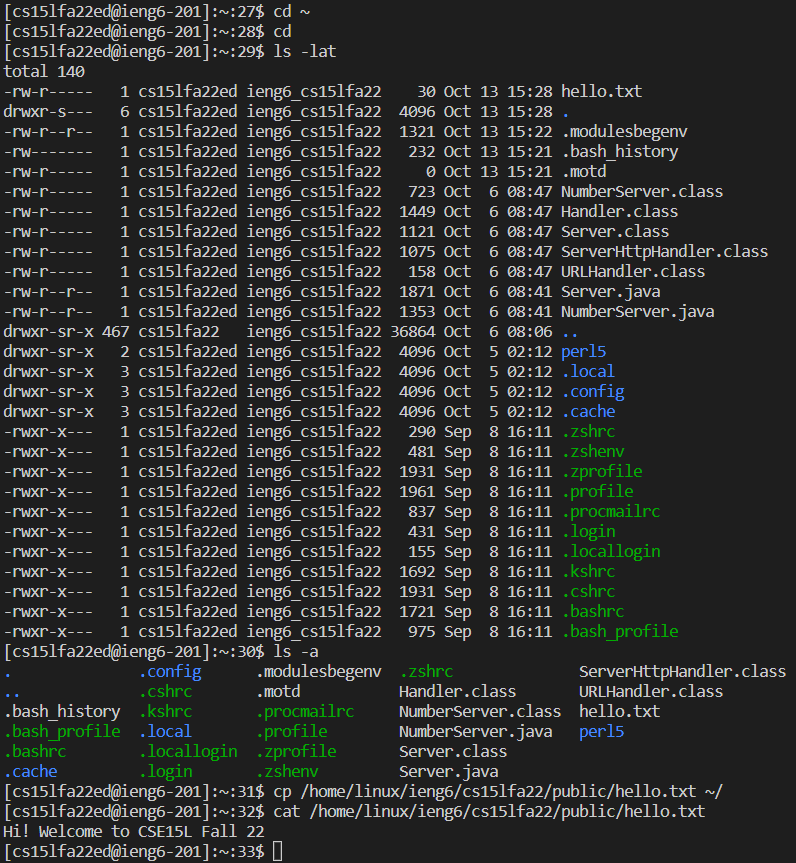 [cs15lfa22ed@ieng6-201]:~:27$ cd ~
[cs15lfa22ed@ieng6-201]:~:28$ cd
[cs15lfa22ed@ieng6-201]:~:29$ ls -lat
total 140
-rw-r-----   1 cs15lfa22ed ieng6_cs15lfa22    30 Oct 13 15:28 hello.txt
drwxr-s---   6 cs15lfa22ed ieng6_cs15lfa22  4096 Oct 13 15:28 .
-rw-r--r--   1 cs15lfa22ed ieng6_cs15lfa22  1321 Oct 13 15:22 .modulesbegenv
-rw-------   1 cs15lfa22ed ieng6_cs15lfa22   232 Oct 13 15:21 .bash_history
-rw-r-----   1 cs15lfa22ed ieng6_cs15lfa22     0 Oct 13 15:21 .motd
-rw-r-----   1 cs15lfa22ed ieng6_cs15lfa22   723 Oct  6 08:47 NumberServer.class
-rw-r-----   1 cs15lfa22ed ieng6_cs15lfa22  1449 Oct  6 08:47 Handler.class
-rw-r-----   1 cs15lfa22ed ieng6_cs15lfa22  1121 Oct  6 08:47 Server.class
-rw-r-----   1 cs15lfa22ed ieng6_cs15lfa22  1075 Oct  6 08:47 ServerHttpHandler.class
-rw-r-----   1 cs15lfa22ed ieng6_cs15lfa22   158 Oct  6 08:47 URLHandler.class
-rw-r--r--   1 cs15lfa22ed ieng6_cs15lfa22  1871 Oct  6 08:41 Server.java
-rw-r--r--   1 cs15lfa22ed ieng6_cs15lfa22  1353 Oct  6 08:41 NumberServer.java
drwxr-sr-x 467 cs15lfa22   ieng6_cs15lfa22 36864 Oct  6 08:06 ..
drwxr-sr-x   2 cs15lfa22ed ieng6_cs15lfa22  4096 Oct  5 02:12 perl5
drwxr-sr-x   3 cs15lfa22ed ieng6_cs15lfa22  4096 Oct  5 02:12 .local
drwxr-sr-x   3 cs15lfa22ed ieng6_cs15lfa22  4096 Oct  5 02:12 .config
drwxr-sr-x   3 cs15lfa22ed ieng6_cs15lfa22  4096 Oct  5 02:12 .cache
-rwxr-x---   1 cs15lfa22ed ieng6_cs15lfa22   290 Sep  8 16:11 .zshrc
-rwxr-x---   1 cs15lfa22ed ieng6_cs15lfa22   481 Sep  8 16:11 .zshenv
-rwxr-x---   1 cs15lfa22ed ieng6_cs15lfa22  1931 Sep  8 16:11 .zprofile
-rwxr-x---   1 cs15lfa22ed ieng6_cs15lfa22  1961 Sep  8 16:11 .profile
-rwxr-x---   1 cs15lfa22ed ieng6_cs15lfa22   837 Sep  8 16:11 .procmailrc
-rwxr-x---   1 cs15lfa22ed ieng6_cs15lfa22   431 Sep  8 16:11 .login
-rwxr-x---   1 cs15lfa22ed ieng6_cs15lfa22   155 Sep  8 16:11 .locallogin
-rwxr-x---   1 cs15lfa22ed ieng6_cs15lfa22  1692 Sep  8 16:11 .kshrc
-rwxr-x---   1 cs15lfa22ed ieng6_cs15lfa22  1931 Sep  8 16:11 .cshrc
-rwxr-x---   1 cs15lfa22ed ieng6_cs15lfa22  1721 Sep  8 16:11 .bashrc
-rwxr-x---   1 cs15lfa22ed ieng6_cs15lfa22   975 Sep  8 16:11 .bash_profile
[cs15lfa22ed@ieng6-201]:~:30$ ls -a
.              .config      .modulesbegenv  .zshrc              ServerHttpHandler.class
..             .cshrc       .motd           Handler.class       URLHandler.class
.bash_history  .kshrc       .procmailrc     NumberServer.class  hello.txt
.bash_profile  .local       .profile        NumberServer.java   perl5
.bashrc        .locallogin  .zprofile       Server.class
.cache         .login       .zshenv         Server.java
[cs15lfa22ed@ieng6-201]:~:31$ cp /home/linux/ieng6/cs15lfa22/public/hello.txt ~/
[cs15lfa22ed@ieng6-201]:~:32$ cat /home/linux/ieng6/cs15lfa22/public/hello.txt
Hi! Welcome to CSE15L Fall 22
[cs15lfa22ed@ieng6-201]:~:33$